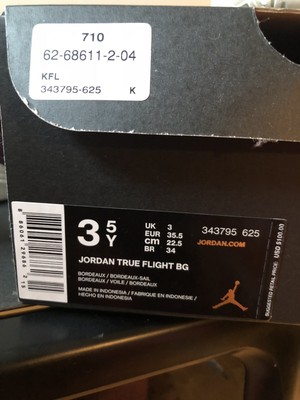 710
62-68611-2-04
KFL
343795-625 K
3 5 Y
UK 3
EUR 35.5
cm 22.5
BR 34
343795 625
JORDAN.COM
JORDAN TRUE FLIGHT BG
BORDEAUX / BORDEAUX-SAIL
BORDEAUX / VOILE / BORDEAUX
MADE IN INDONESIA / FABRIQUE EN INDONESIE /
HECHO EN INDONESIA
SUGGESTED RETAIL PRICE: USD $100.00